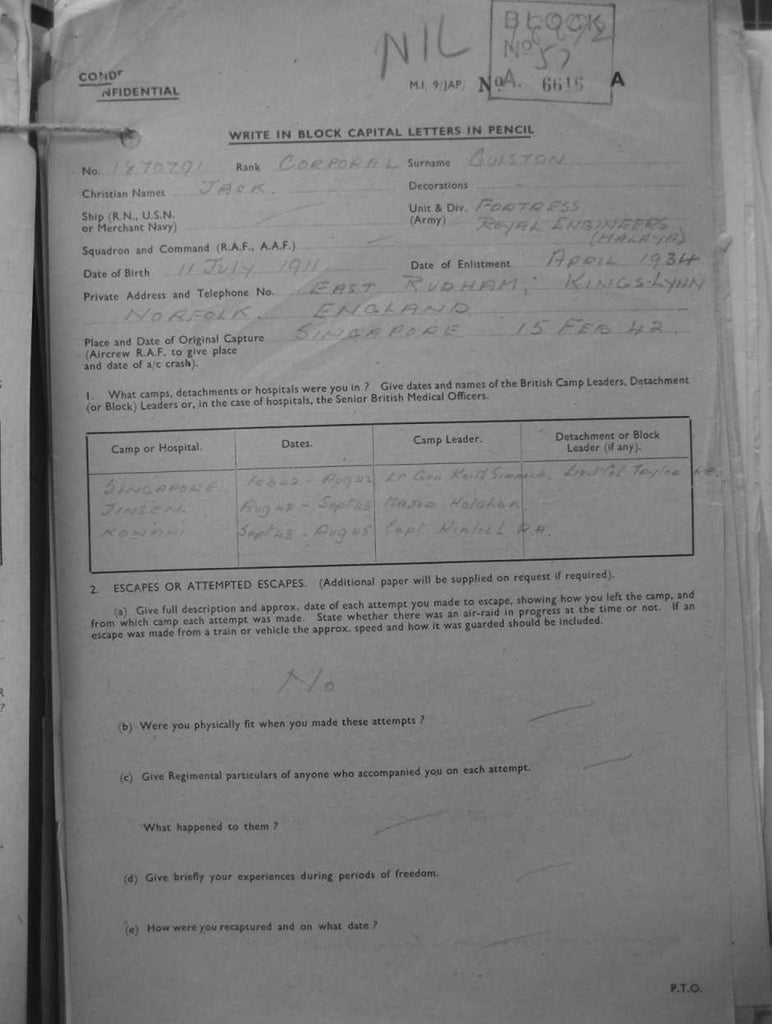 NIL
BLOCK
No 57
COND
NFIDENTIAL
M.I. 9/JAP/ No A. 6616 A
WRITE IN BLOCK CAPITAL LETTERS IN PENCIL
No. 1870791 Rank CORPORAL Surname GULSTON
Christian Names JACK. Decorations -
Ship (R.N., U.S.N.
or Merchant Navy)
Unit & Div. FORTRESS
(Army) ROYAL ENGINEERS
(MALAYA)
Squadron and Command (R.A.F., A.A.F.)
Date of Birth 11 JULY 1911. Date of Enlistment APRIL 1934
Private Address and Telephone No. EAST RUDHAM, KINGS-LYNN
NORFOLK. ENGLAND
Place and Date of Original Capture SINGAPORE 15 FEB 42.
(Aircrew R.A.F. to give place
and date of a/c crash).
1. What camps, detachments or hospitals were you in ? Give dates and names of the British Camp Leaders, Detachment
(or Block) Leaders or, in the case of hospitals, the Senior British Medical Officers.
Camp or Hospital. Dates. Camp Leader. Detachment or Block
Leader (if any).
SINGAPORE Feb 42 - Aug 42 Lt Gen Lieut Col Taylor R.E.
JINSEN Aug 42 - Sept 43 Major
KONAN Sept 43 - Aug 45 Capt R.A.
2. ESCAPES OR ATTEMPTED ESCAPES. (Additional paper will be supplied on request if required).
(a) Give full description and approx. date of each attempt you made to escape, showing how you left the camp, and
from which camp each attempt was made. State whether there was an air-raid in progress at the time or not. If an
escape was made from a train or vehicle the approx. speed and how it was guarded should be included.
No
(b) Were you physically fit when you made these attempts ?
(c) Give Regimental particulars of anyone who accompanied you on each attempt.
What happened to them ?
(d) Give briefly your experiences during periods of freedom.
(e) How were you recaptured and on what date ?
P.T.O.